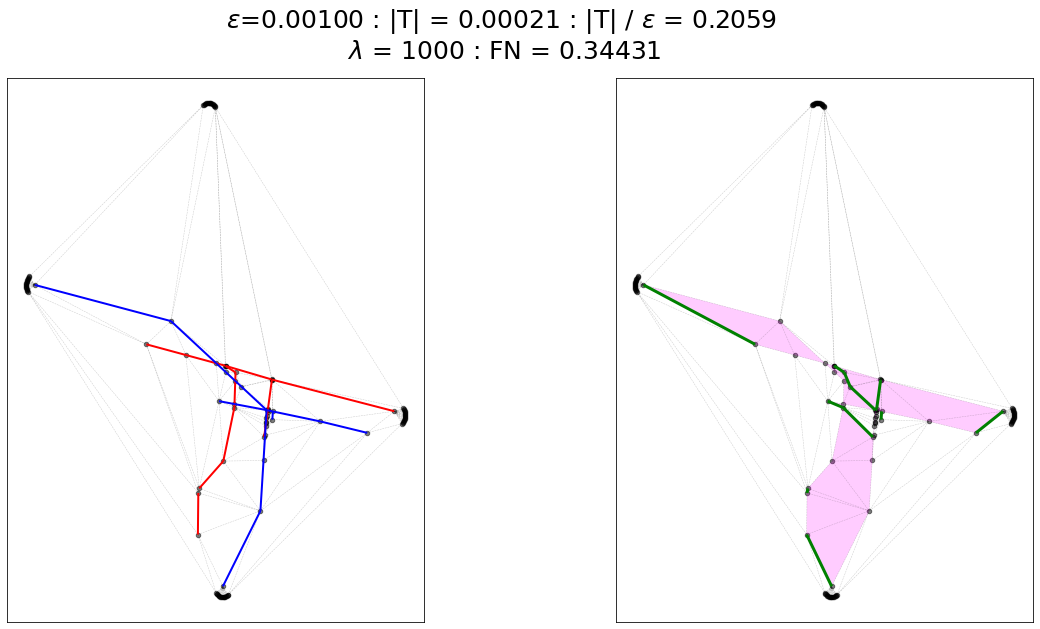 ε=0.00100 : |T| = 0.00021 : |T| / ε = 0.2059
λ = 1000 : FN = 0.34431